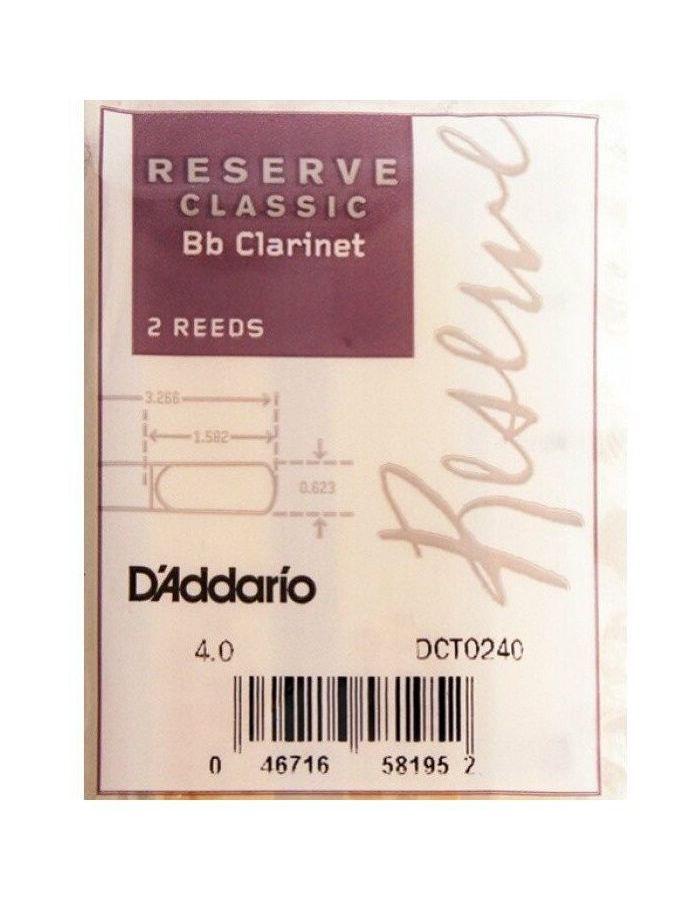 RESERVE
CLASSIC
Bb Clarinet
2 REEDS
Reserve
3.266
1.582
0.623
D'Addario
4.0 DCT0240
0 46716 58195 2